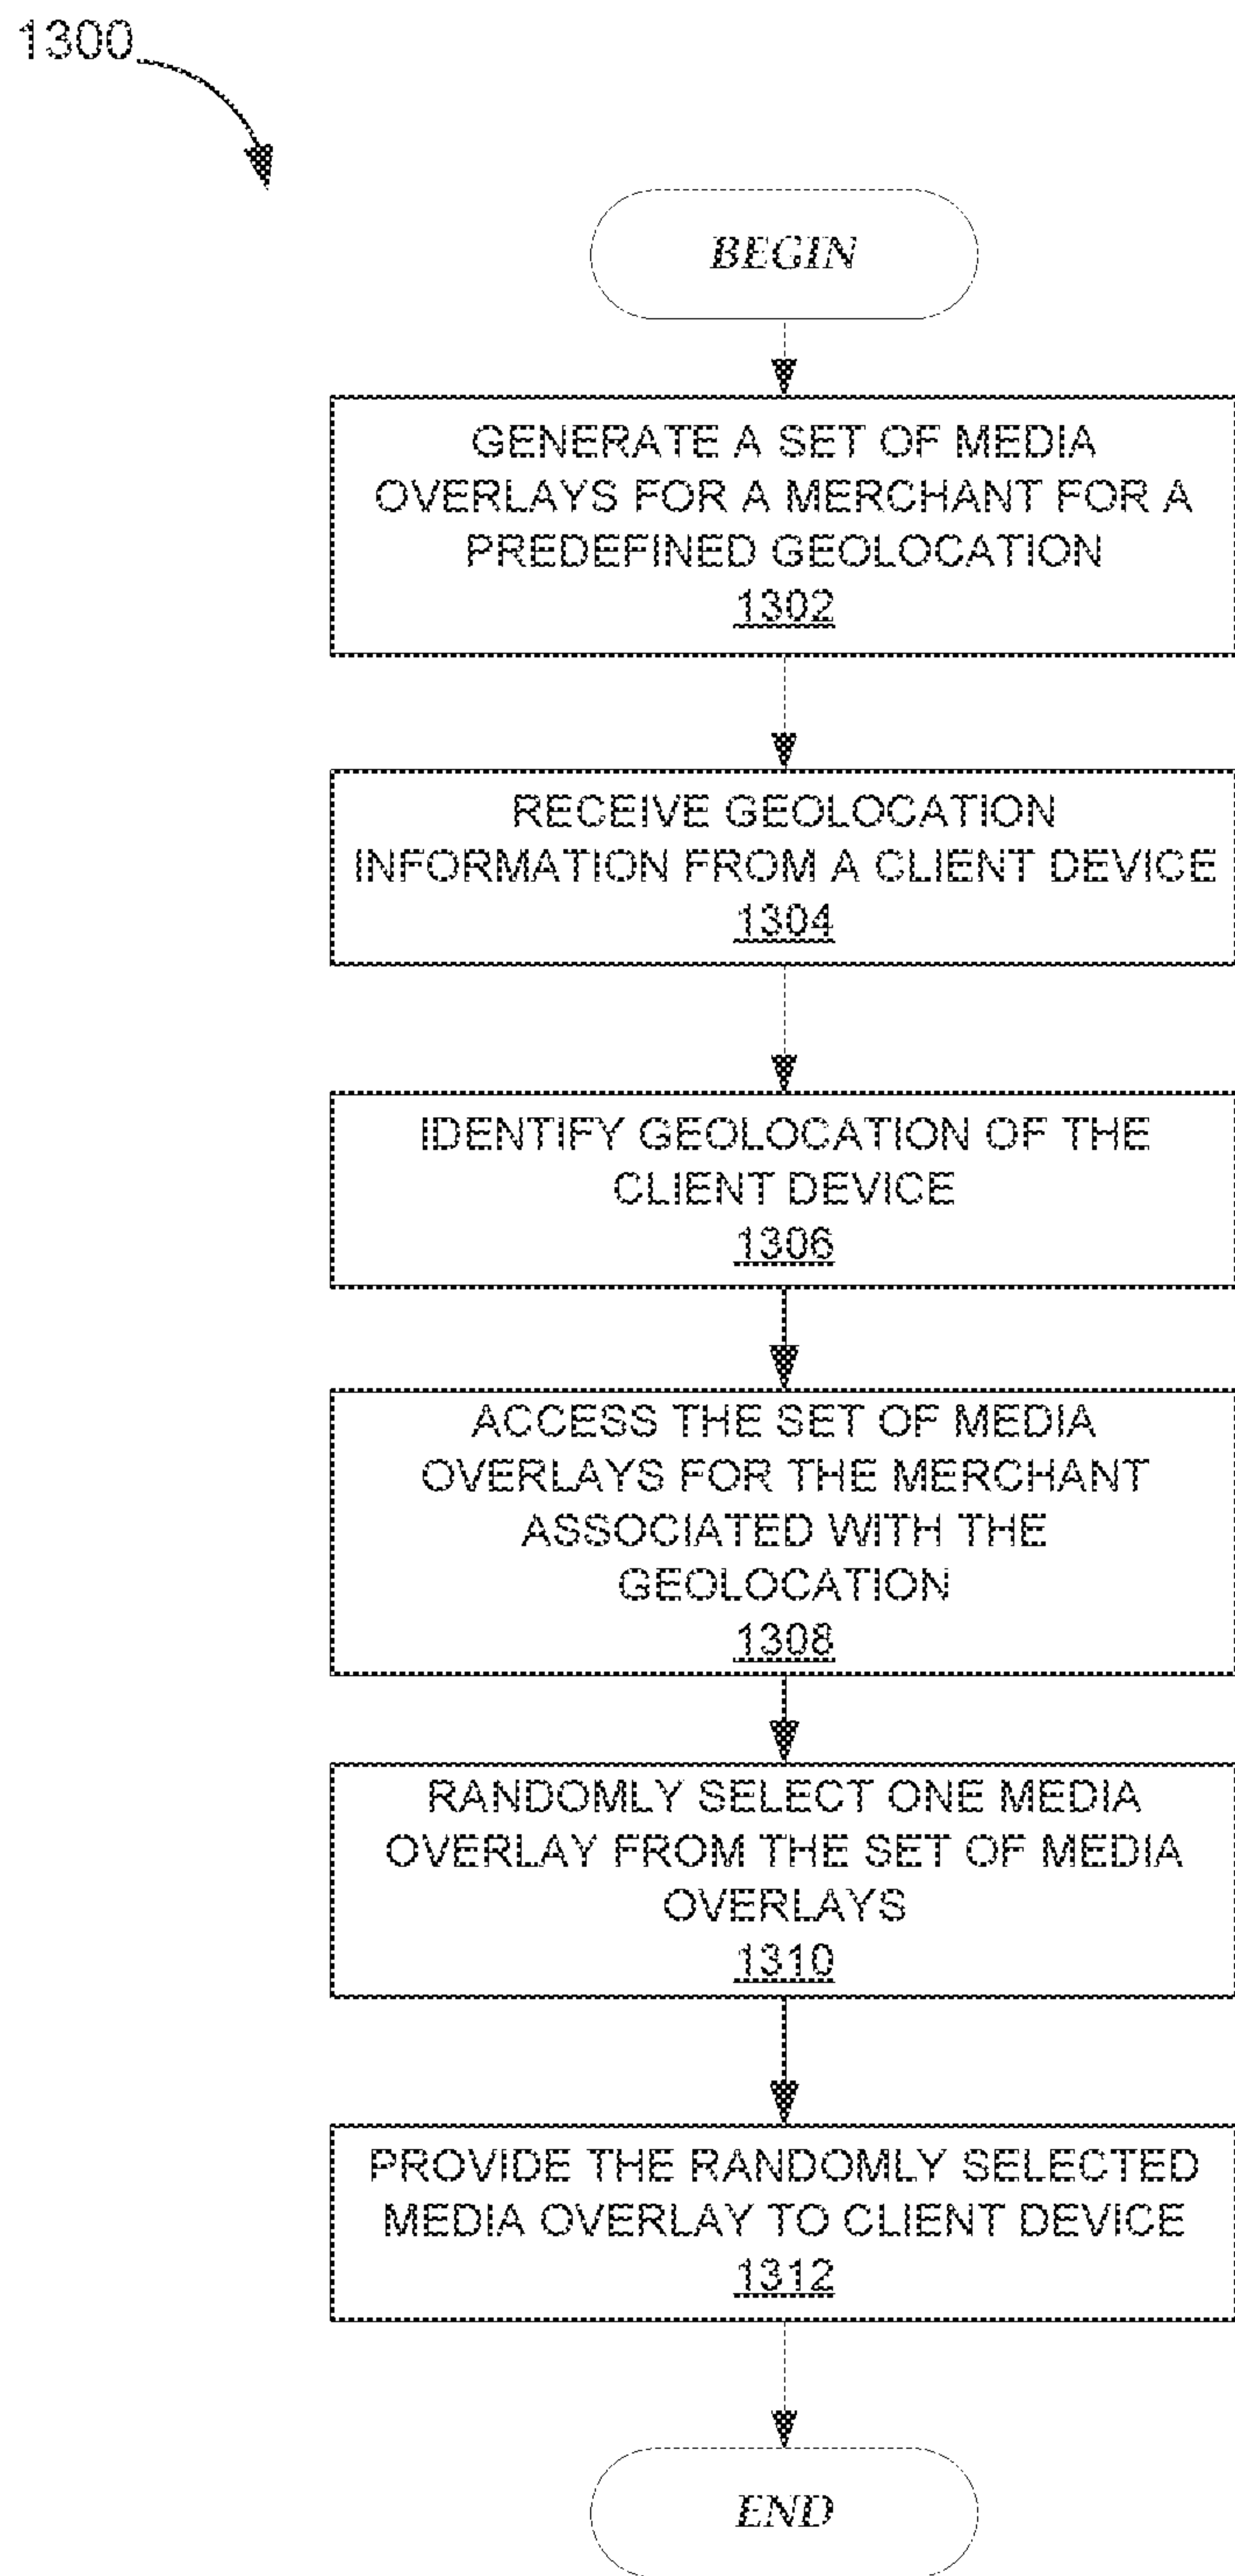 1300
BEGIN
GENERATE A SET OF MEDIA
OVERLAYS FOR A MERCHANT FOR A
PREDEFINED GEOLOCATION
1302
RECEIVE GEOLOCATION
INFORMATION FROM A CLIENT DEVICE
1304
IDENTIFY GEOLOCATION OF THE
CLIENT DEVICE
1306
ACCESS THE SET OF MEDIA
OVERLAYS FOR THE MERCHANT
ASSOCIATED WITH THE
GEOLOCATION
1308
RANDOMLY SELECT ONE MEDIA
OVERLAY FROM THE SET OF MEDIA
OVERLAYS
1310
PROVIDE THE RANDOMLY SELECTED
MEDIA OVERLAY TO CLIENT DEVICE
1312
END